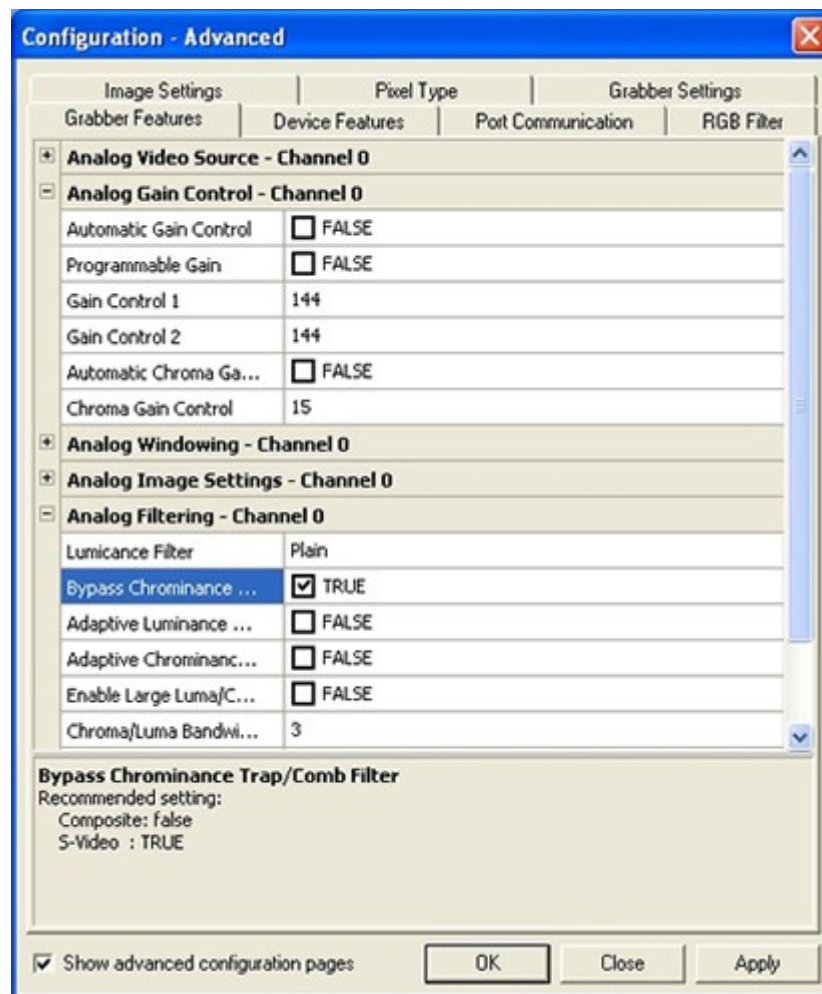 Configuration - Advanced
Image Settings Pixel Type Grabber Settings
Grabber Features Device Features Port Communication RGB Filter
Analog Video Source - Channel 0
Analog Gain Control - Channel 0
Automatic Gain Control FALSE
Programmable Gain FALSE
Gain Control 1 144
Gain Control 2 144
Automatic Chroma Ga... FALSE
Chroma Gain Control 15
Analog Windowing - Channel 0
Analog Image Settings - Channel 0
Analog Filtering - Channel 0
Lumicance Filter Plain
Bypass Chrominance ... TRUE
Adaptive Luminance ... FALSE
Adaptive Chrominanc... FALSE
Enable Large Luma/C... FALSE
Chroma/Luma Bandwi... 3
Bypass Chrominance Trap/Comb Filter
Recommended setting:
Composite: false
S-Video : TRUE
Show advanced configuration pages OK Close Apply